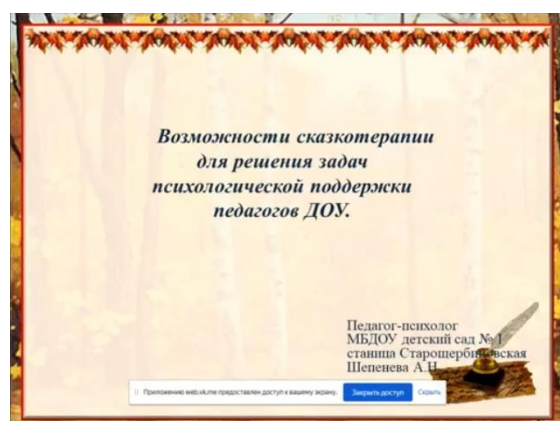 Возможности сказкотерапии
для решения задач
психологической поддержки
педагогов ДОУ.
Педагог-психолог
МБДОУ детский сад № 1
станица Старощербиновская
Шепенева А.Н.
Приложению web.vk.me предоставлен доступ к вашему экрану. Закрыть доступ Скрыть